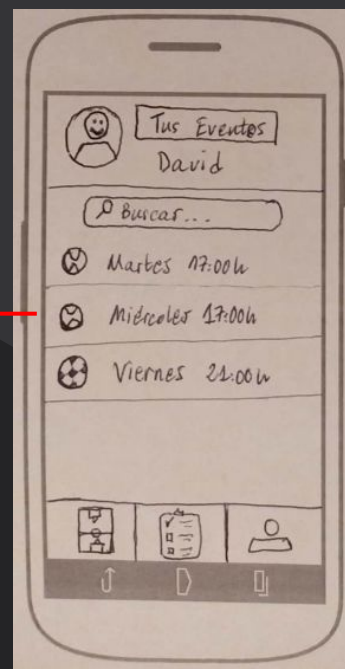 Tus Eventos
David
Buscar...
Martes 17:00h
Miércoles 17:00h
Viernes 21:00h